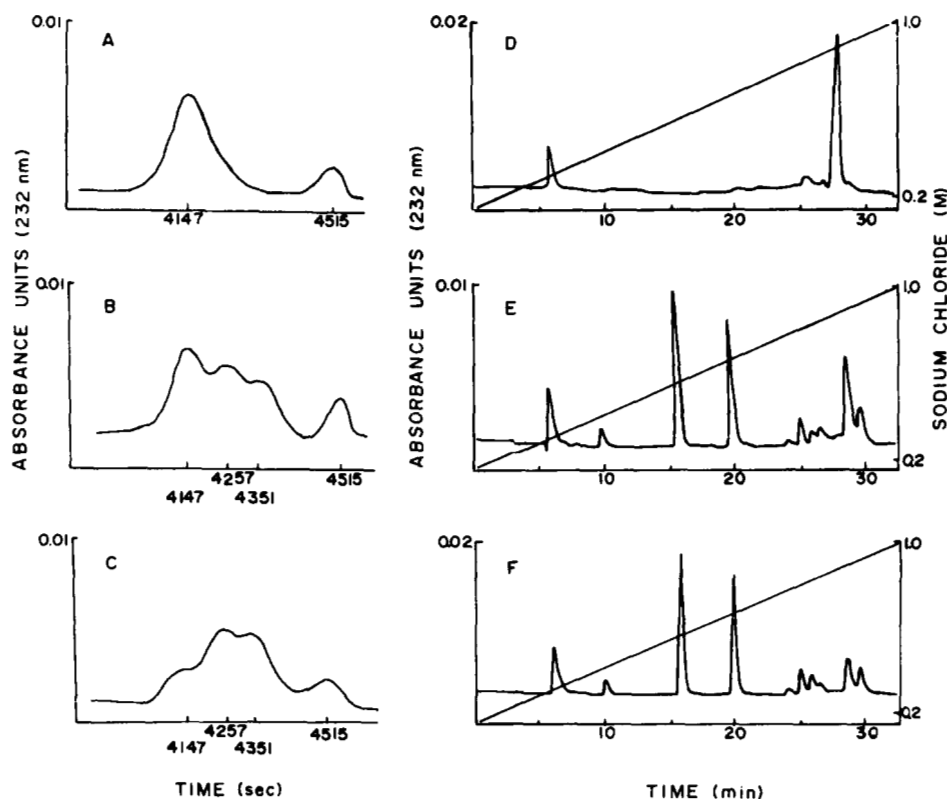 0.01
A
4147
4515
0.01
B
4257
4515
4147
4351
0.01
C
4257
4515
4147
4351
ABSORBANCE UNITS (232 nm)
TIME (sec)
0.02
D
1.0
0.2
10
20
30
0.01
E
1.0
0.2
10
20
30
0.02
F
1.0
0.2
10
20
30
ABSORBANCE UNITS (232 nm)
SODIUM CHLORIDE (M)
TIME (min)